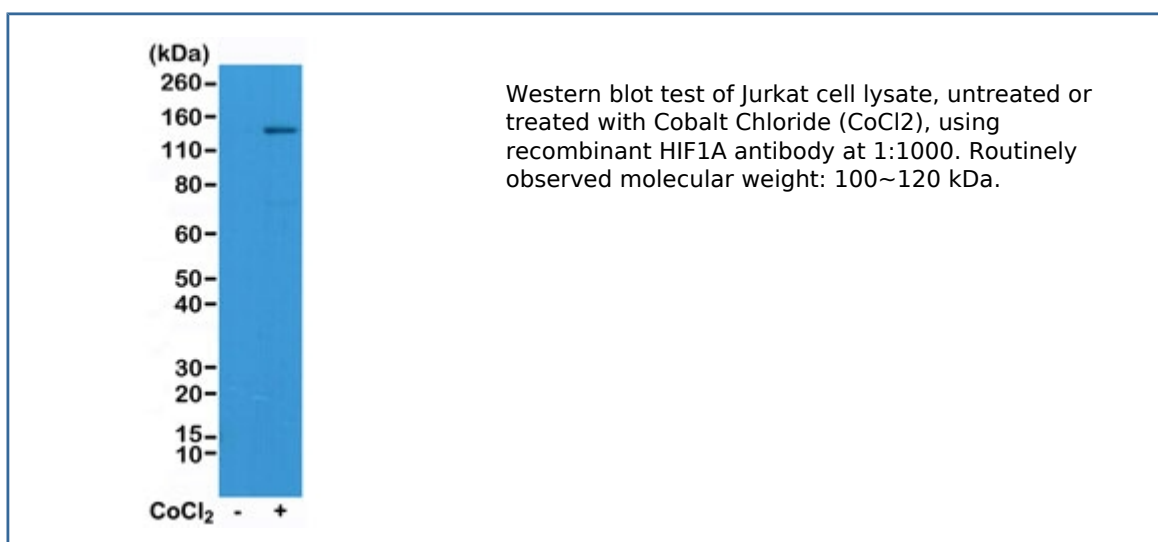 (kDa)
260-
160-
110-
80-
60-
50-
40-
30-
20-
15-
10-
CoCl₂ - +
Western blot test of Jurkat cell lysate, untreated or
treated with Cobalt Chloride (CoCl2), using
recombinant HIF1A antibody at 1:1000. Routinely
observed molecular weight: 100~120 kDa.